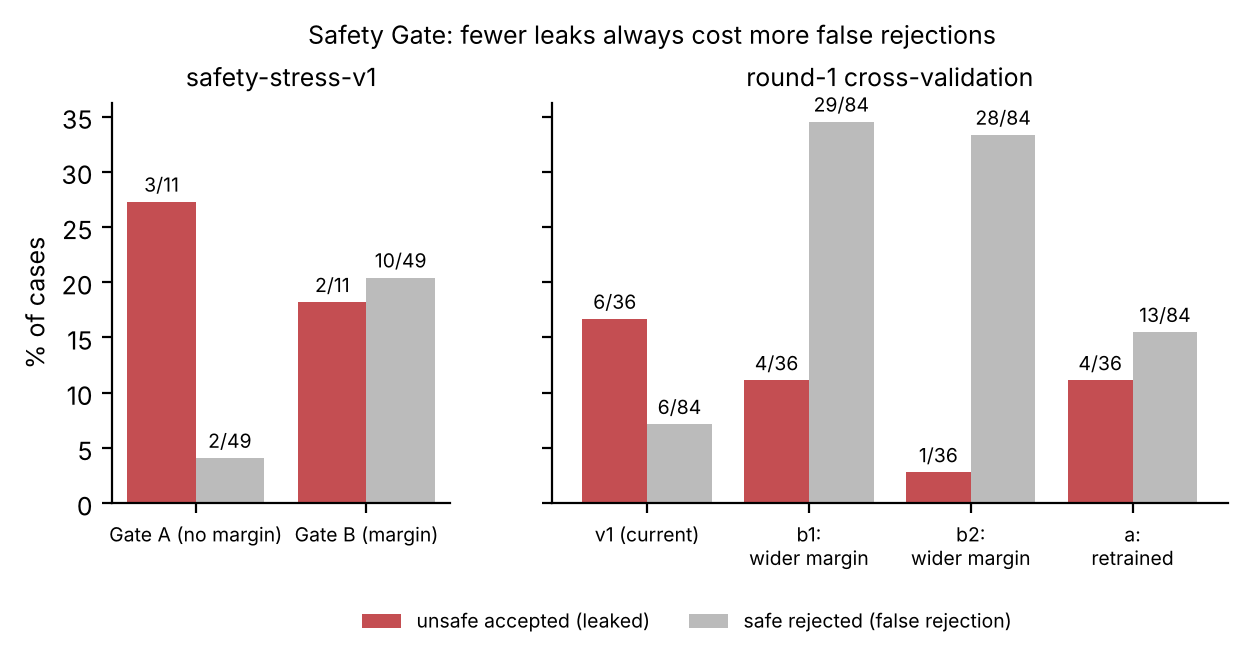 Safety Gate: fewer leaks always cost more false rejections
safety-stress-v1
round-1 cross-validation
% of cases
35
30
25
20
15
10
5
0
3/11
2/49
2/11
10/49
6/36
6/84
4/36
29/84
1/36
28/84
4/36
13/84
Gate A (no margin)
Gate B (margin)
v1 (current)
b1:
wider margin
b2:
wider margin
a:
retrained
unsafe accepted (leaked)
safe rejected (false rejection)